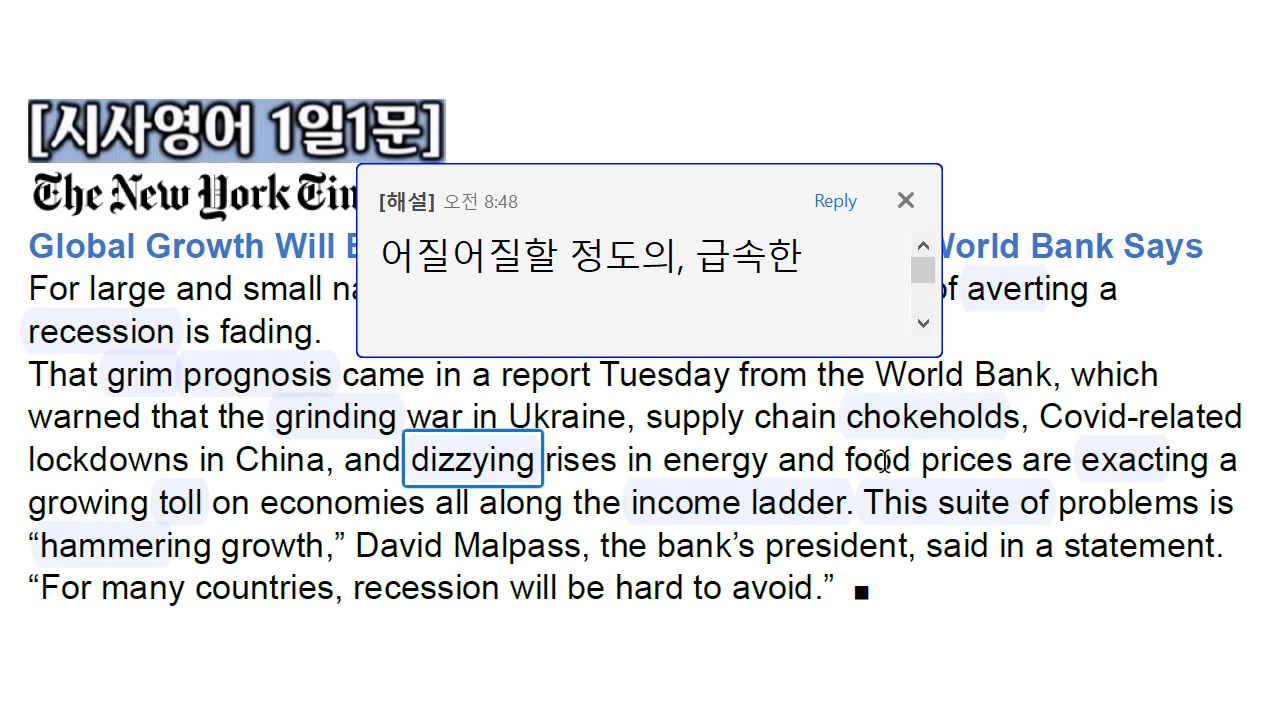 [시사영어 1일1문]
The New York Tim
[해설] 오전 8:48 Reply
어질어질할 정도의, 급속한
Global Growth Will World Bank Says
For large and small na of averting a
recession is fading.
That grim prognosis came in a report Tuesday from the World Bank, which
warned that the grinding war in Ukraine, supply chain chokeholds, Covid-related
lockdowns in China, and dizzying rises in energy and food prices are exacting a
growing toll on economies all along the income ladder. This suite of problems is
“hammering growth,” David Malpass, the bank’s president, said in a statement.
“For many countries, recession will be hard to avoid.” ■